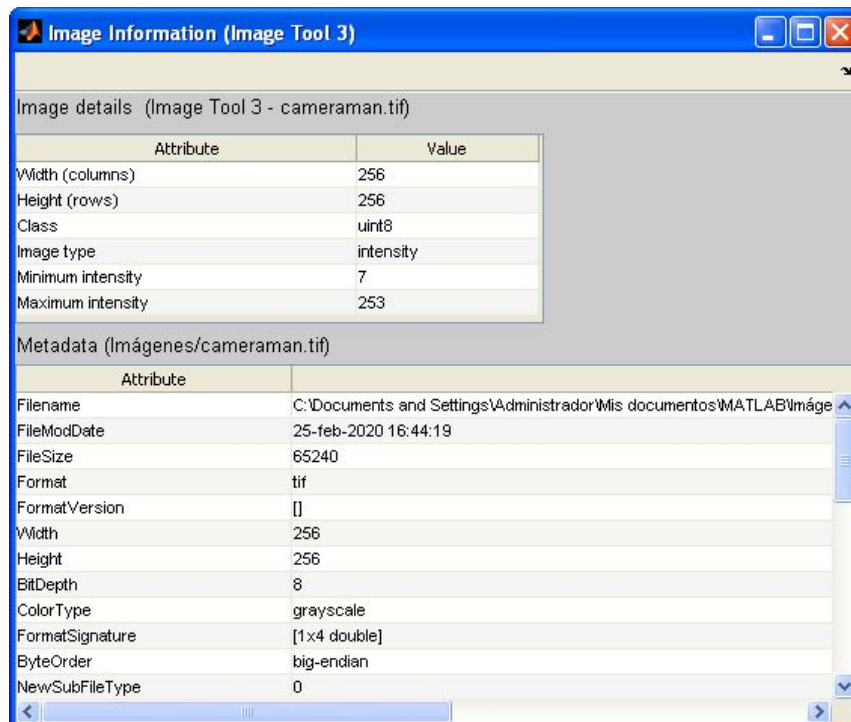 Image Information (Image Tool 3)
Image details (Image Tool 3 - cameraman.tif)
Attribute Value
Width (columns) 256
Height (rows) 256
Class uint8
Image type intensity
Minimum intensity 7
Maximum intensity 253
Metadata (Imágenes/cameraman.tif)
Attribute
Filename C:\Documents and Settings\Administrador\Mis documentos\MATLAB\Imáge
FileModDate 25-feb-2020 16:44:19
FileSize 65240
Format tif
FormatVersion []
Width 256
Height 256
BitDepth 8
ColorType grayscale
FormatSignature [1x4 double]
ByteOrder big-endian
NewSubFileType 0